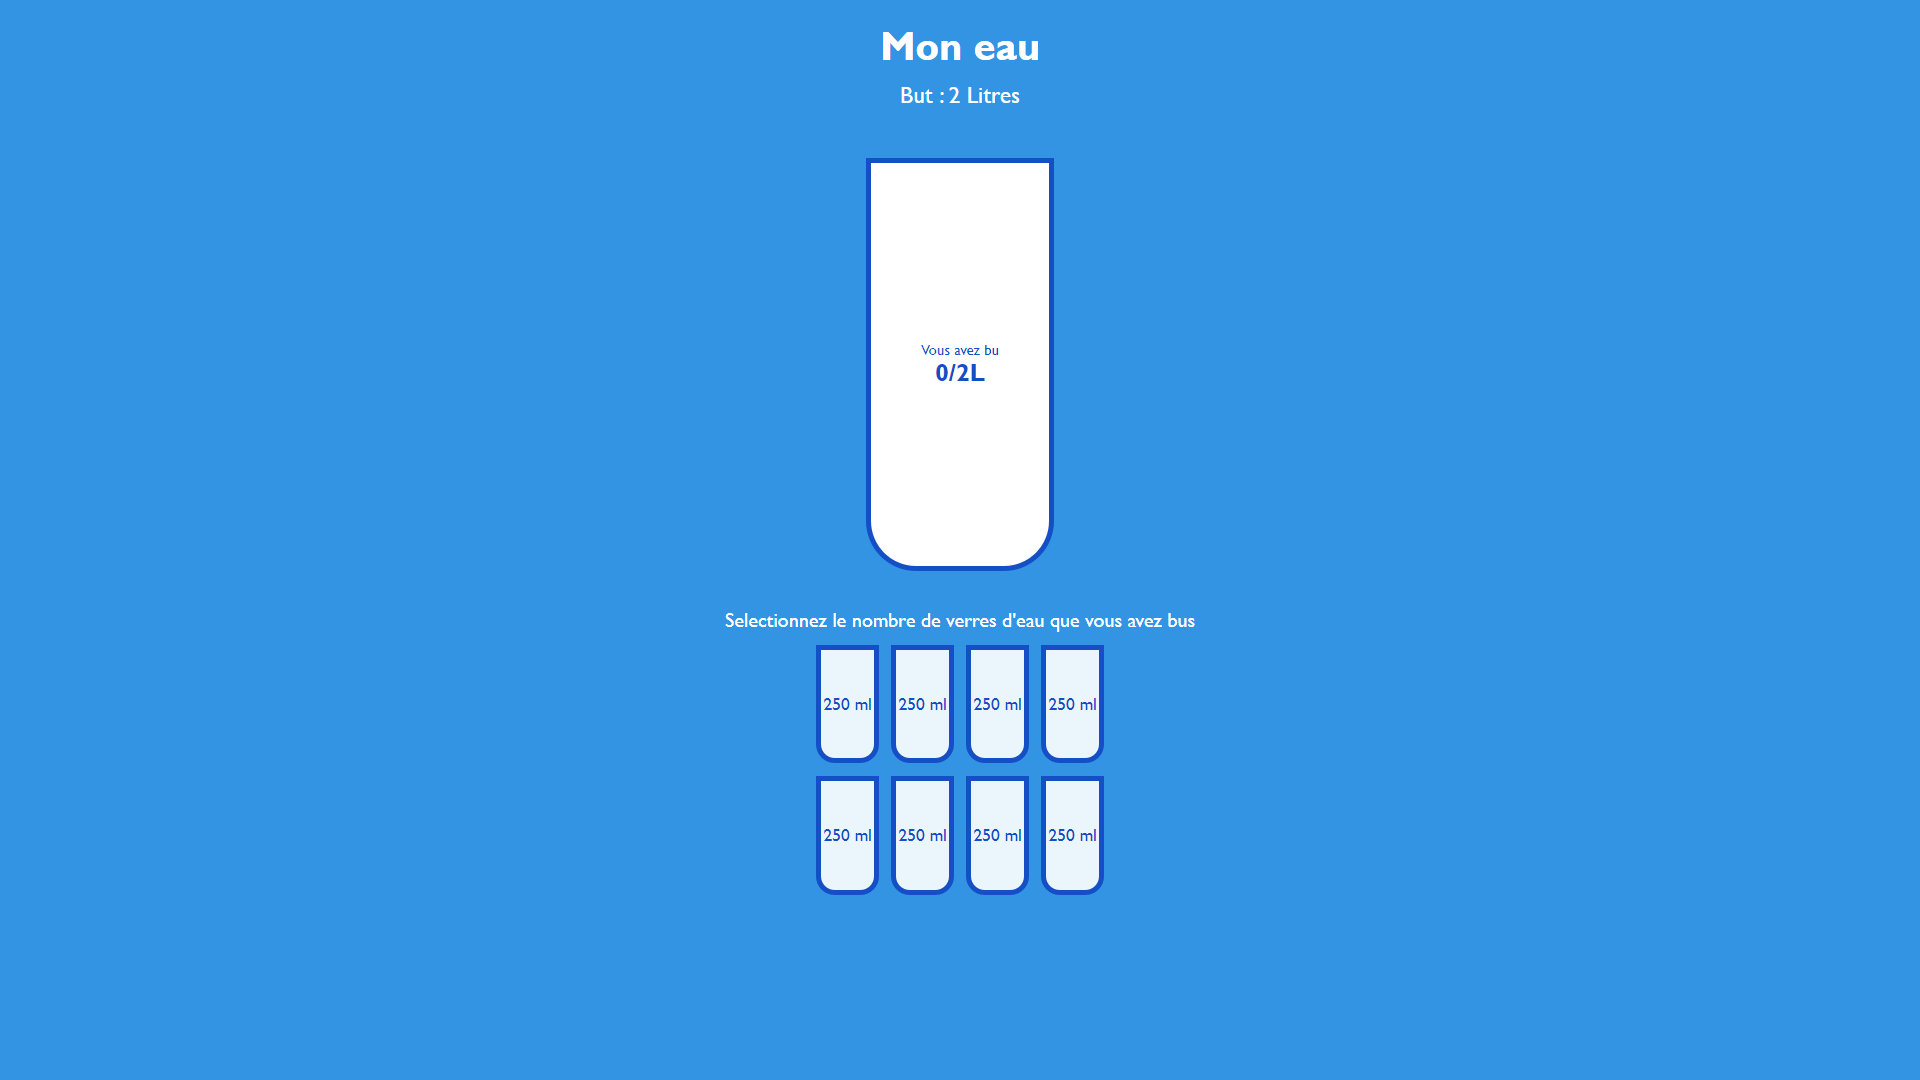 Mon eau
But : 2 Litres
Vous avez bu
0/2L
Selectionnez le nombre de verres d'eau que vous avez bus
250 ml 250 ml 250 ml 250 ml
250 ml 250 ml 250 ml 250 ml